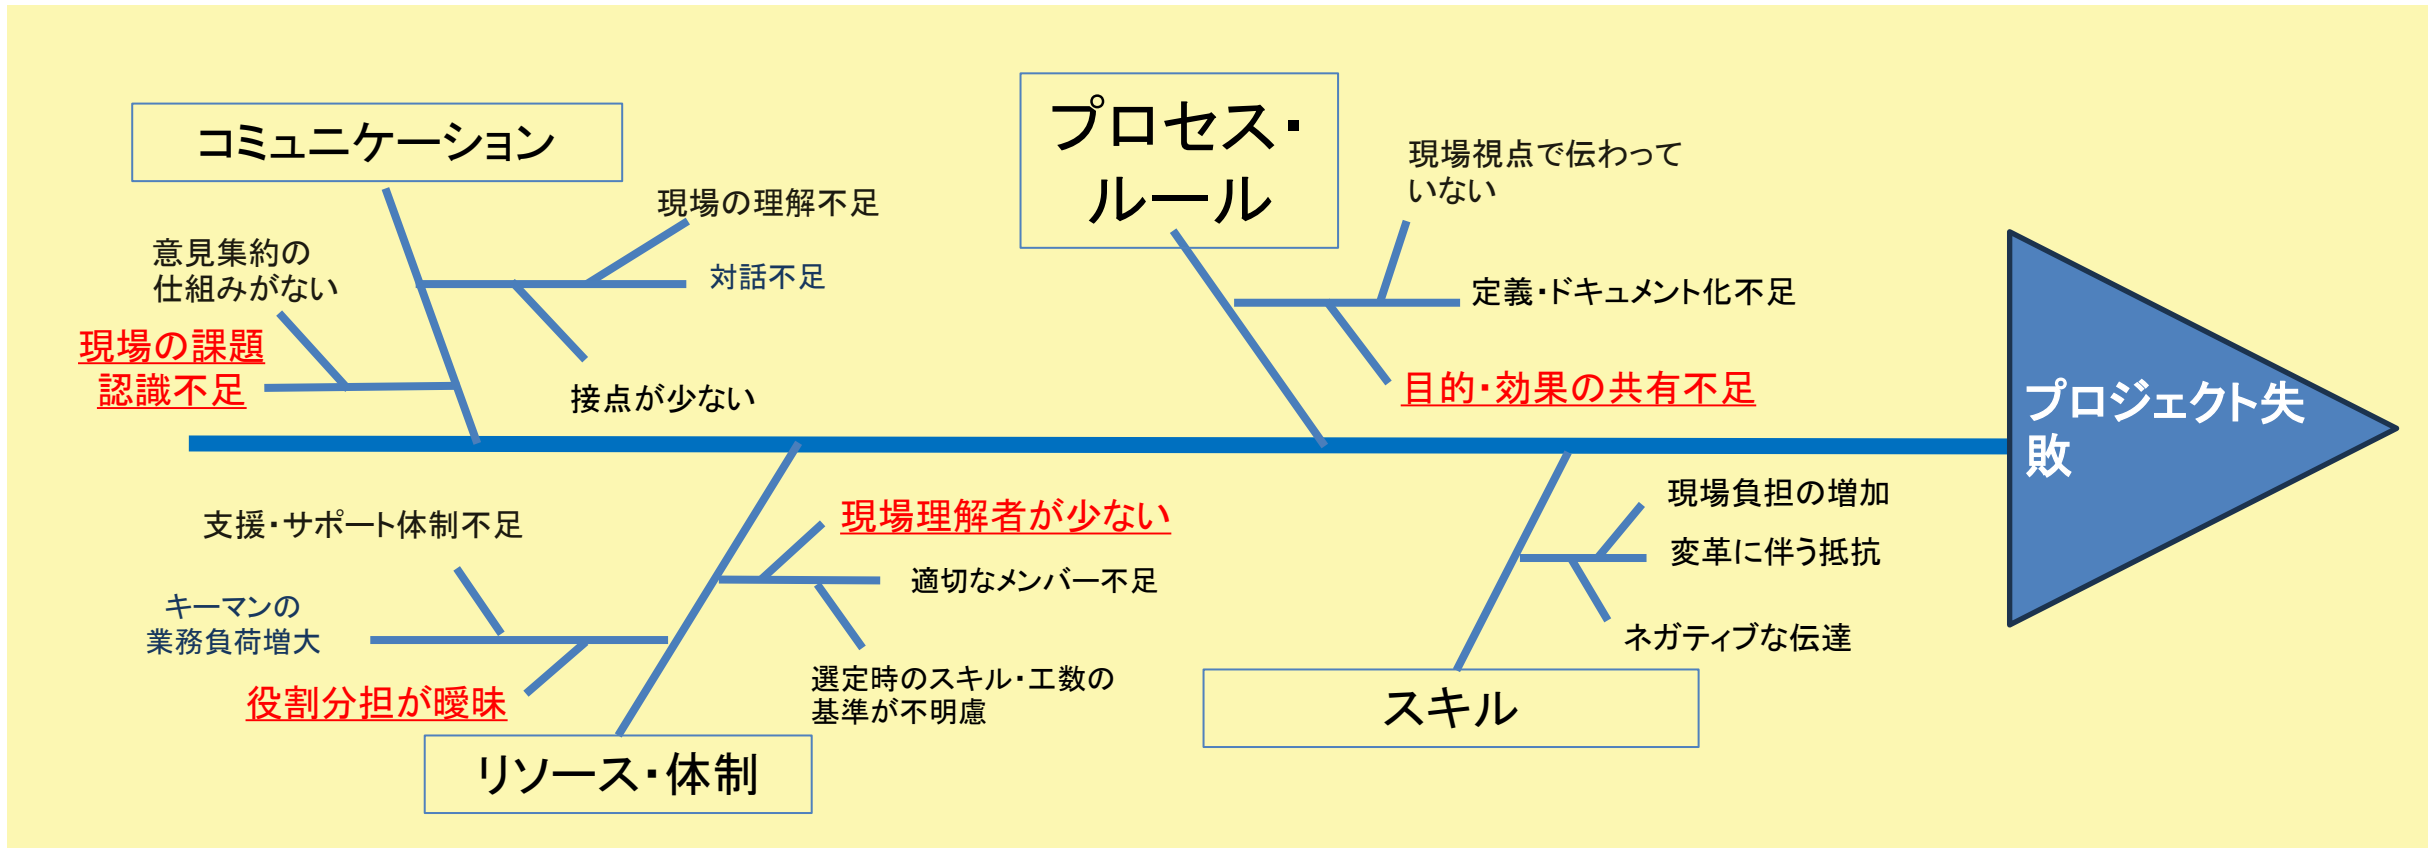 コミュニケーション
現場の理解不足
対話不足
接点が少ない
意見集約の
仕組みがない
現場の課題
認識不足
プロセス・
ルール
現場視点で伝わって
いない
定義・ドキュメント化不足
目的・効果の共有不足
プロジェクト失
敗
支援・サポート体制不足
キーマンの
業務負荷増大
役割分担が曖昧
現場理解者が少ない
適切なメンバー不足
選定時のスキル・工数の
基準が不明慮
リソース・体制
現場負担の増加
変革に伴う抵抗
ネガティブな伝達
スキル